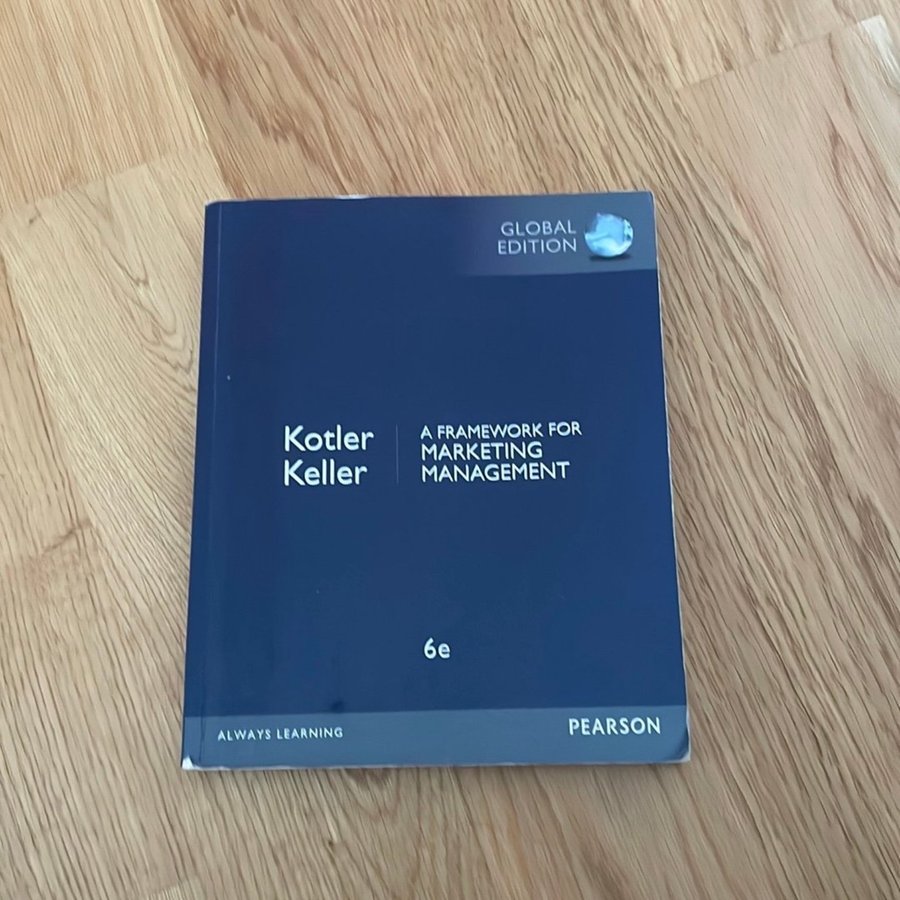 GLOBAL
EDITION
Kotler
Keller
A FRAMEWORK FOR
MARKETING
MANAGEMENT
6e
ALWAYS LEARNING
PEARSON